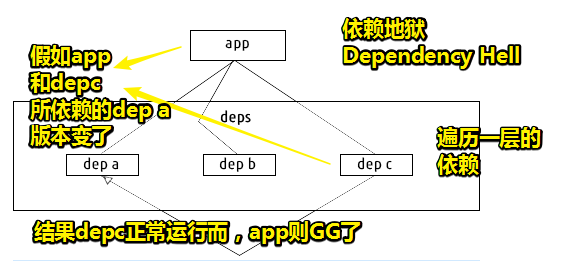 app
依赖地狱
Dependency Hell
假如app
和depc
所依赖的dep a
版本变了
deps
遍历一层的
依赖
dep a
dep b
dep c
结果depc正常运行而，app则GG了